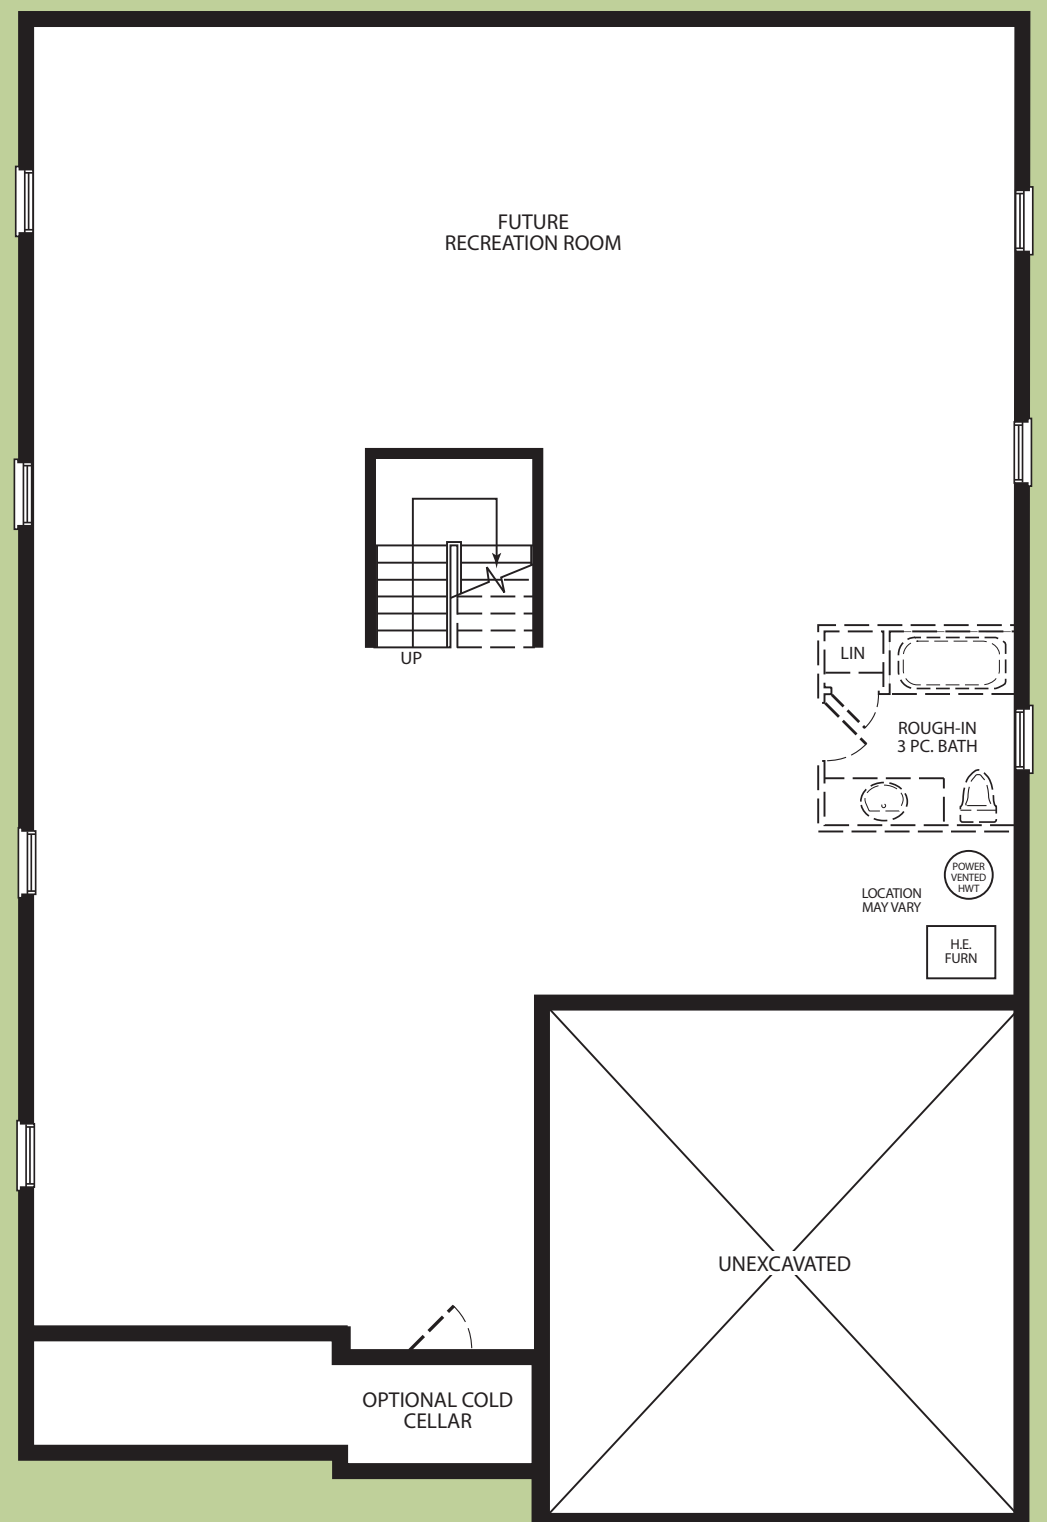 FUTURE
RECREATION ROOM
UP
LIN
ROUGH-IN
3 PC. BATH
POWER
VENTED
HWT
LOCATION
MAY VARY
H.E.
FURN
UNEXCAVATED
OPTIONAL COLD
CELLAR